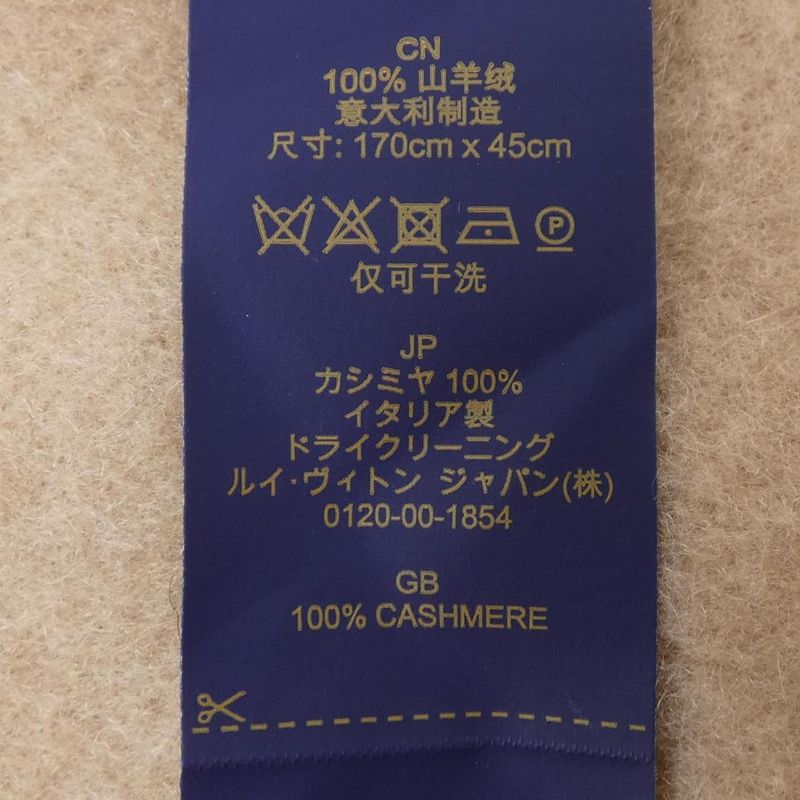 CN
100% 山羊绒
意大利制造
尺寸: 170cm x 45cm
P
仅可干洗
JP
カシミヤ 100%
イタリア製
ドライクリーニング
ルイ·ヴィトン ジャパン(株)
0120-00-1854
GB
100% CASHMERE